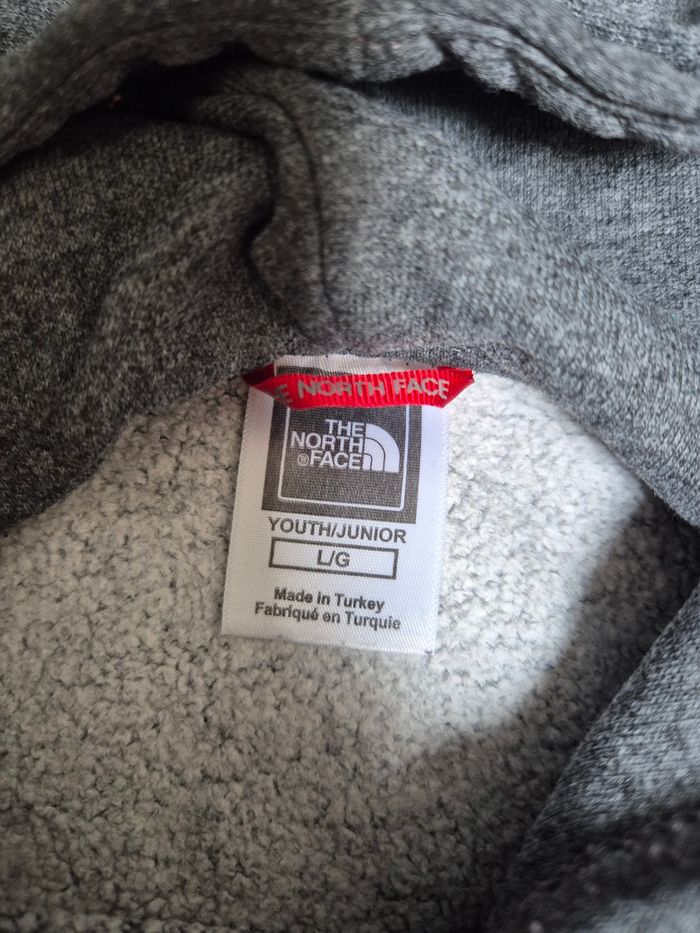 E NORTH FACE
THE
NORTH
®FACE
YOUTH/JUNIOR
L/G
Made in Turkey
Fabriqué en Turquie